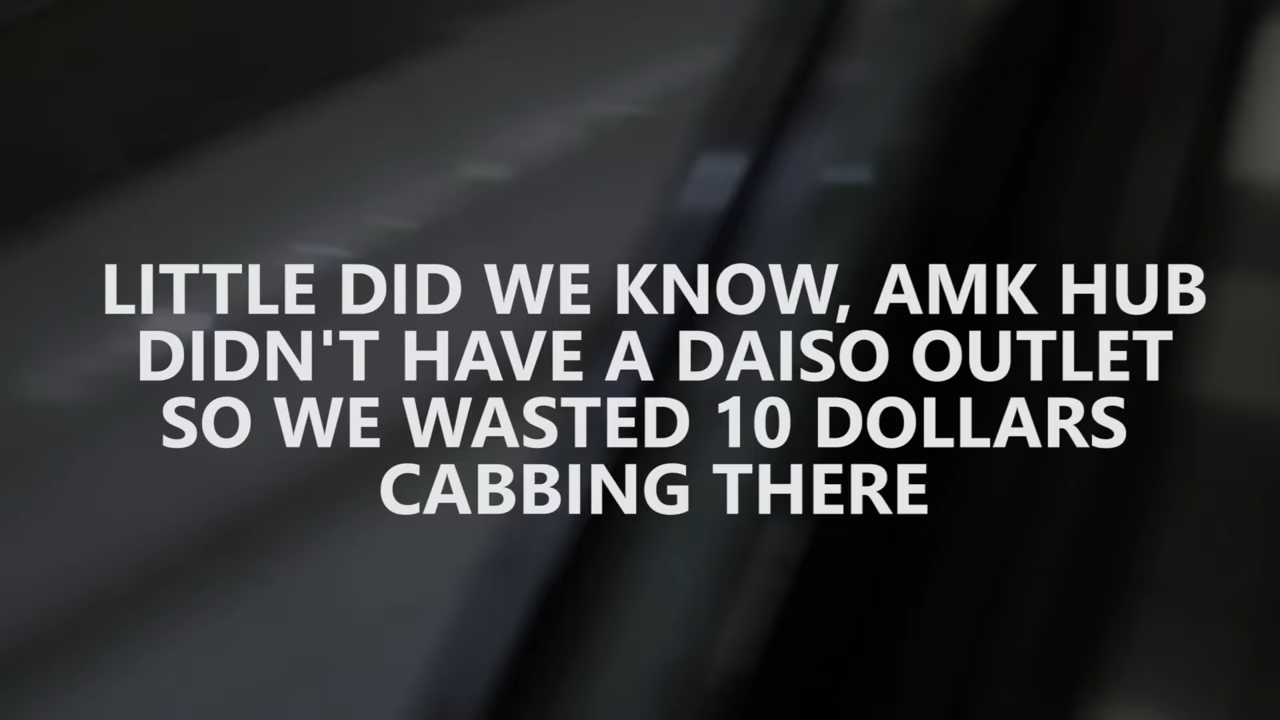 LITTLE DID WE KNOW, AMK HUB
DIDN'T HAVE A DAISO OUTLET
SO WE WASTED 10 DOLLARS
CABBING THERE